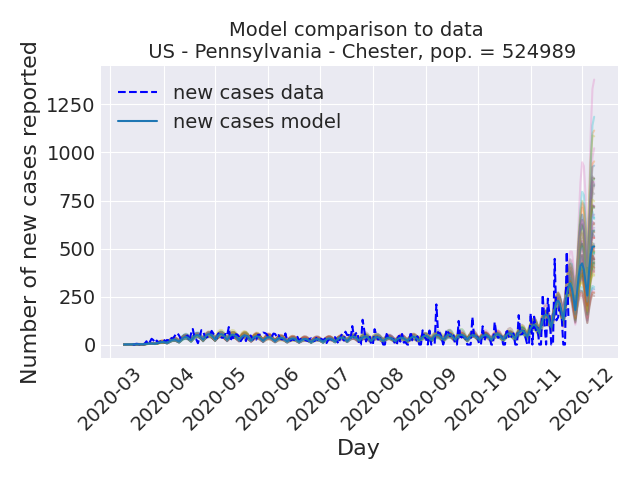 Model comparison to data
US - Pennsylvania - Chester, pop. = 524989
new cases data
new cases model
Number of new cases reported
1250
1000
750
500
250
0
2020-03
2020-04
2020-05
2020-06
2020-07
2020-08
2020-09
2020-10
2020-11
2020-12
Day